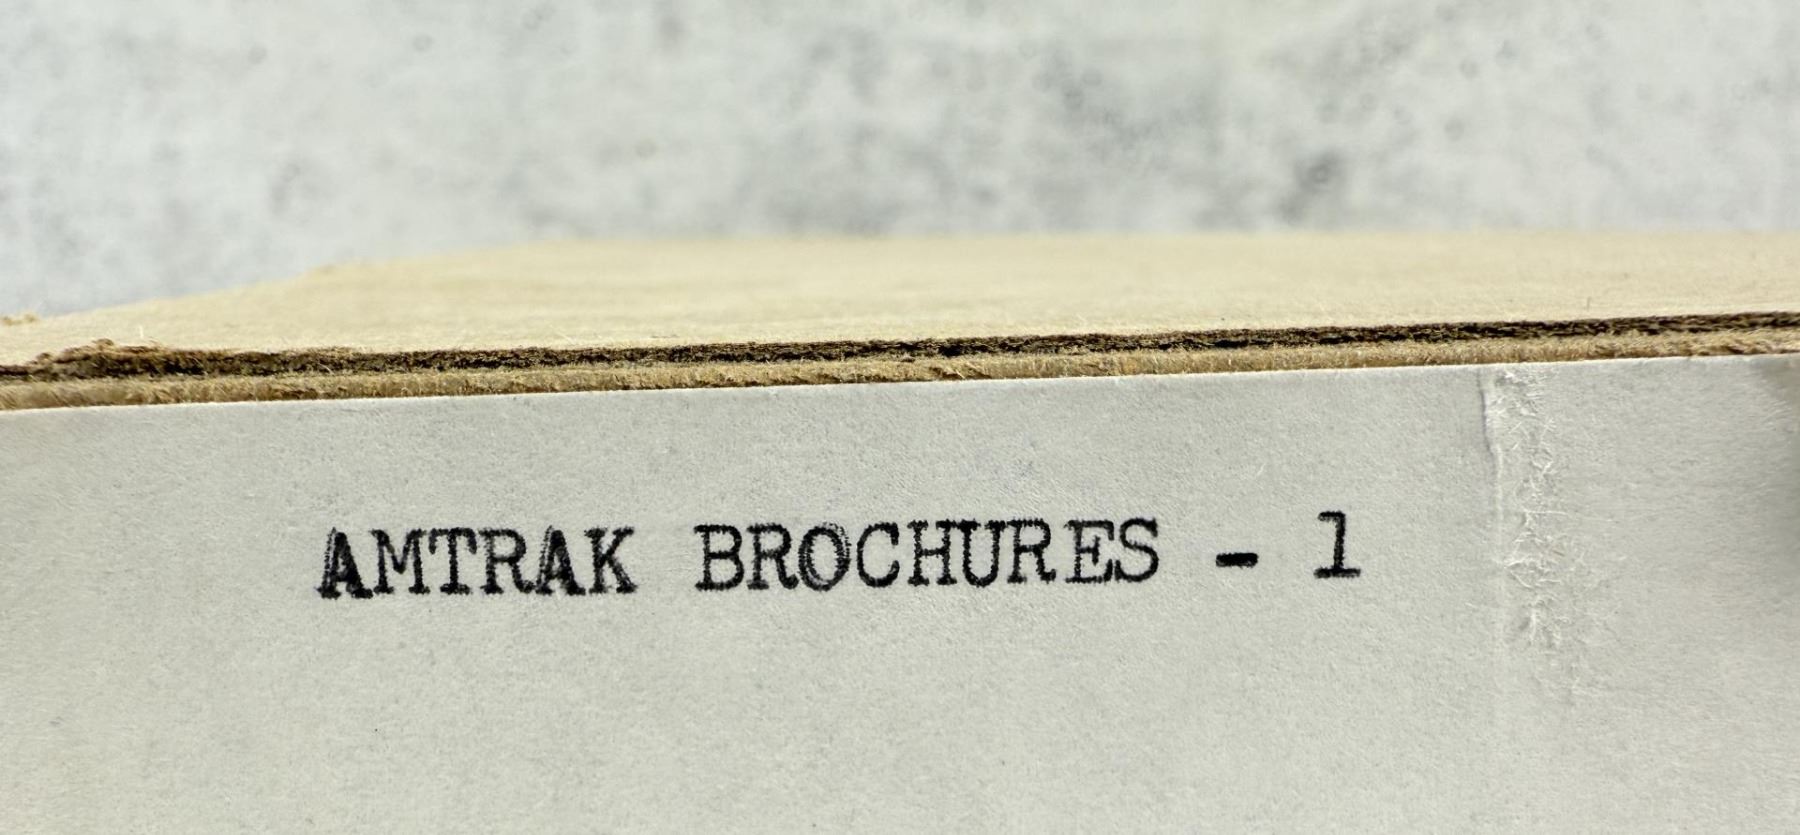 AMTRAK BROCHURES - 1